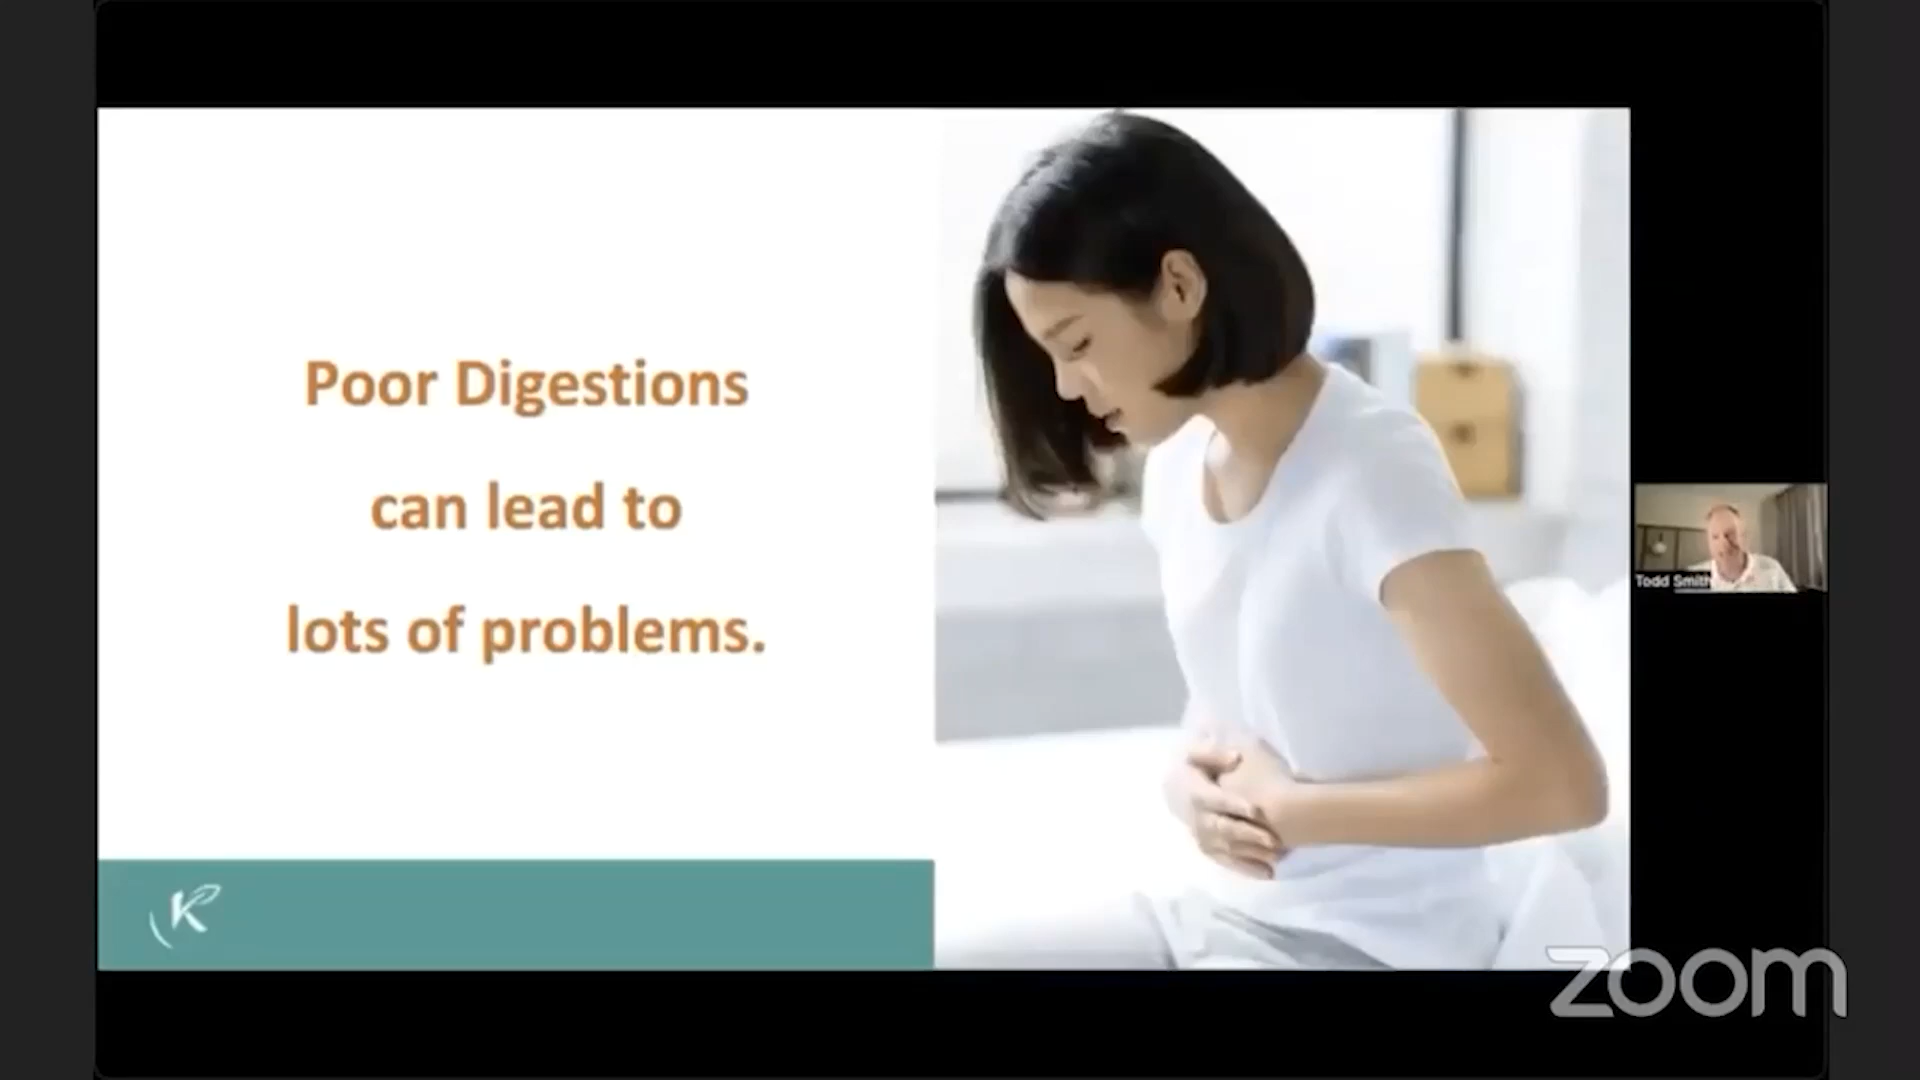 Poor Digestions
can lead to
lots of problems.
K
Todd Smith
zoom